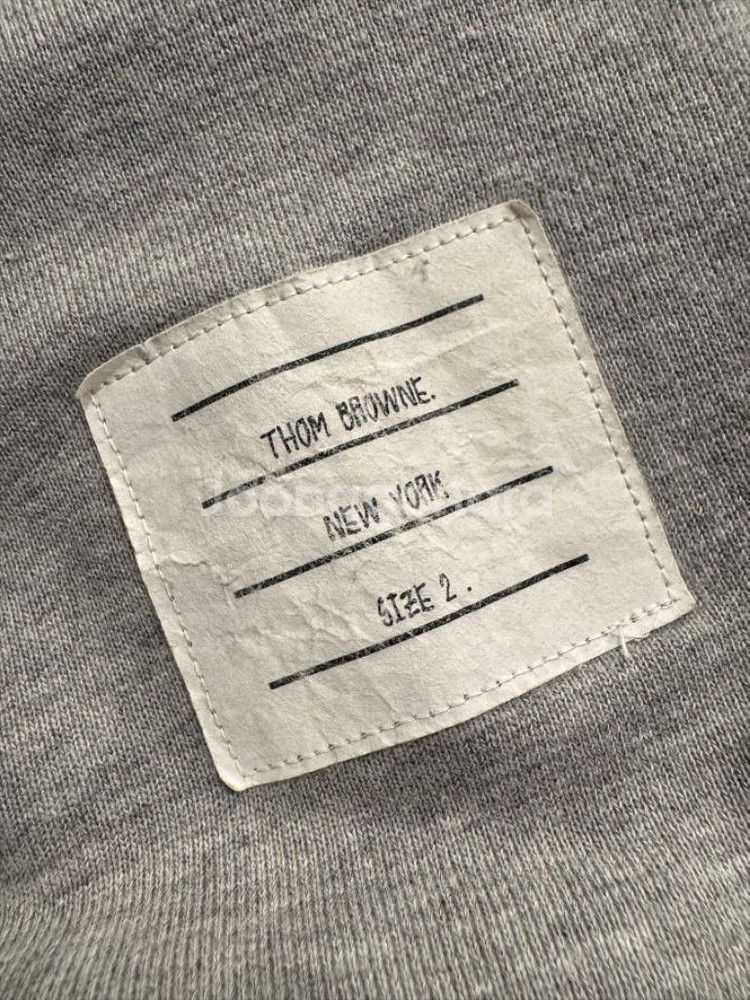 THOM BROWNE.
NEW YORK
SIZE 2.